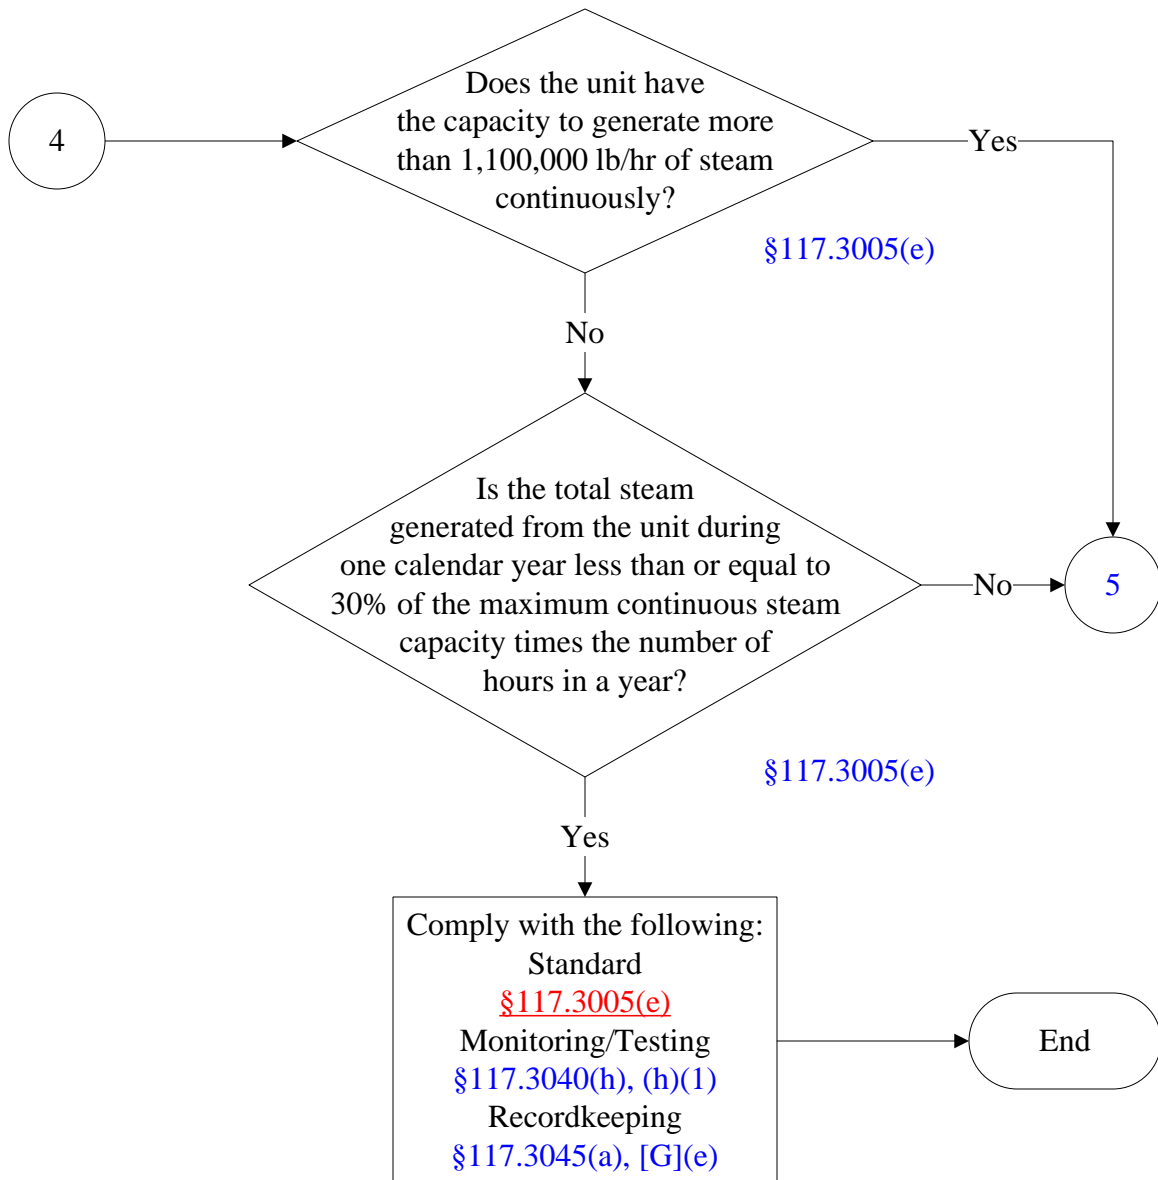 4
Does the unit have
the capacity to generate more
than 1,100,000 lb/hr of steam
continuously?
Yes
§117.3005(e)
No
Is the total steam
generated from the unit during
one calendar year less than or equal to
30% of the maximum continuous steam
capacity times the number of
hours in a year?
No
5
§117.3005(e)
Yes
Comply with the following:
Standard
§117.3005(e)
Monitoring/Testing
§117.3040(h), (h)(1)
Recordkeeping
§117.3045(a), [G](e)
End